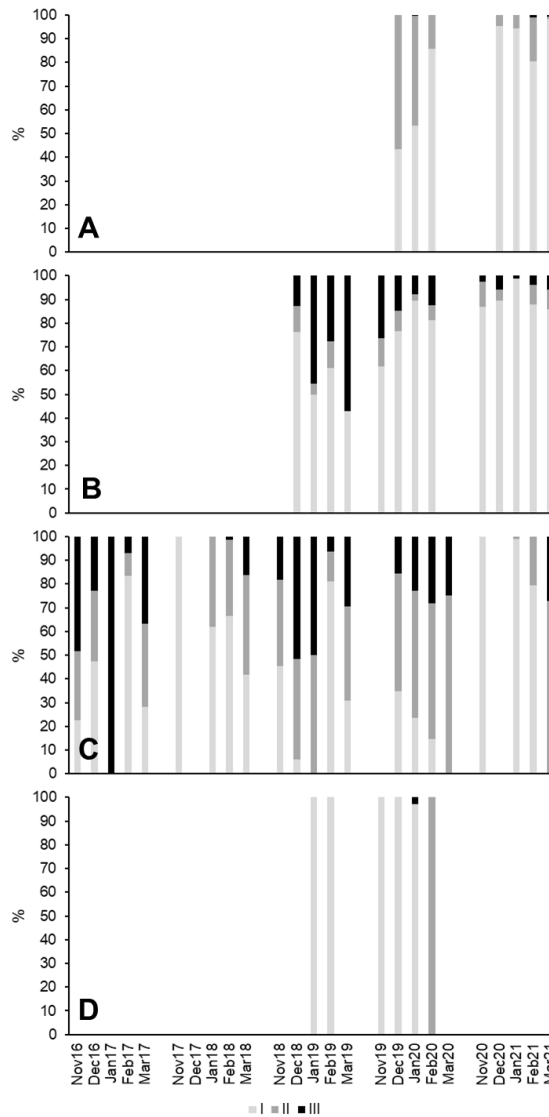 100
90
80
70
60
50
40
30
20
10
0
%
A
100
90
80
70
60
50
40
30
20
10
0
%
B
100
90
80
70
60
50
40
30
20
10
0
%
C
100
90
80
70
60
50
40
30
20
10
0
%
D
Nov16
Dec16
Jan17
Feb17
Mar17
Nov17
Dec17
Jan18
Feb18
Mar18
Nov18
Dec18
Jan19
Feb19
Mar19
Nov19
Dec19
Jan20
Feb20
Mar20
Nov20
Dec20
Jan21
Feb21
Mar21
I II III